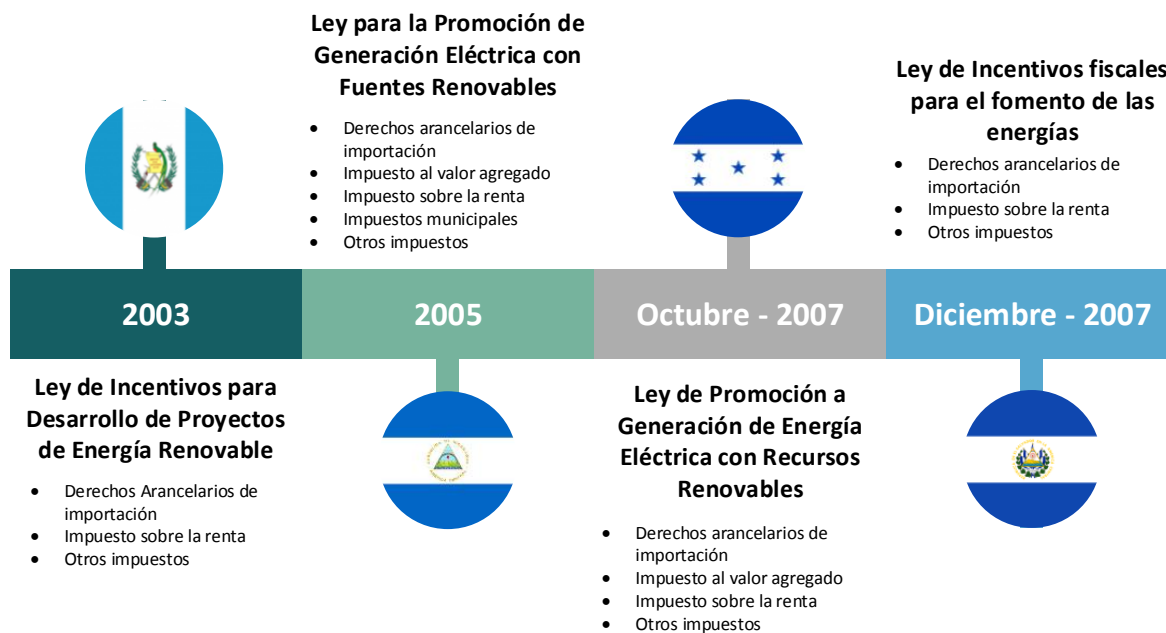 2003
Ley de Incentivos para
Desarrollo de Proyectos
de Energía Renovable
• Derechos Arancelarios de
importación
• Impuesto sobre la renta
• Otros impuestos
Ley para la Promoción de
Generación Eléctrica con
Fuentes Renovables
• Derechos arancelarios de
importación
• Impuesto al valor agregado
• Impuesto sobre la renta
• Impuestos municipales
• Otros impuestos
2005
Octubre - 2007
Ley de Promoción a
Generación de Energía
Eléctrica con Recursos
Renovables
• Derechos arancelarios de
importación
• Impuesto al valor agregado
• Impuesto sobre la renta
• Otros impuestos
Ley de Incentivos fiscales
para el fomento de las
energías
• Derechos arancelarios de
importación
• Impuesto sobre la renta
• Otros impuestos
Diciembre - 2007